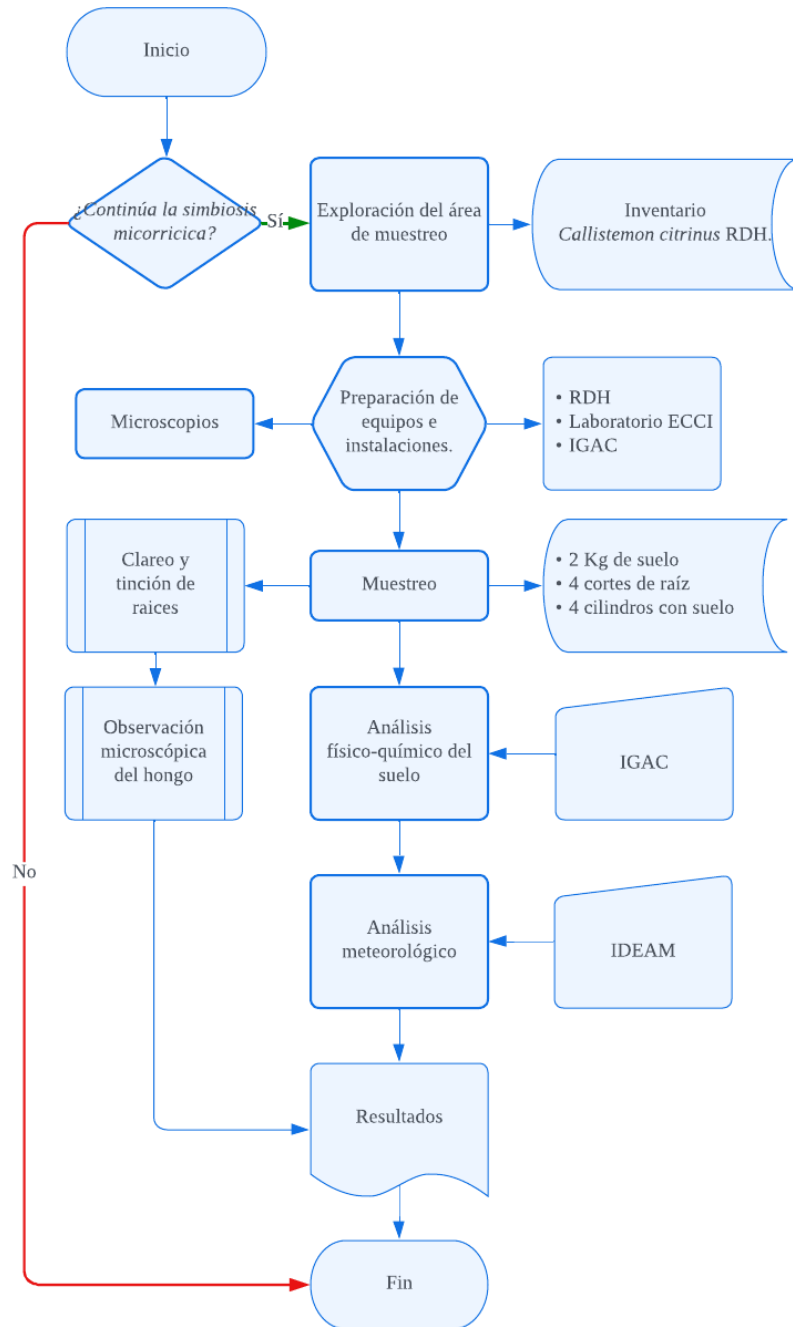 Inicio
¿Continúa la simbiosis
micorricica?
Sí
Exploración del área
de muestreo
Inventario
Callistemon citrinus RDH.
Microscopios
Preparación de
equipos e
instalaciones.
• RDH
• Laboratorio ECCI
• IGAC
Clareo y
tinción de
raices
Muestreo
• 2 Kg de suelo
• 4 cortes de raíz
• 4 cilindros con suelo
Observación
microscópica
del hongo
Análisis
físico-químico del
suelo
IGAC
No
Análisis
meteorológico
IDEAM
Resultados
Fin